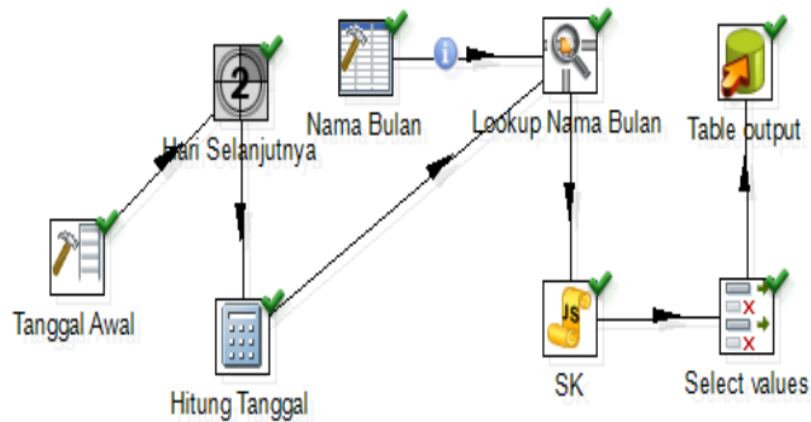 2
Hari Selanjutnya
Nama Bulan
i
Lookup Nama Bulan
Table output
Tanggal Awal
Hitung Tanggal
JS
SK
Select values